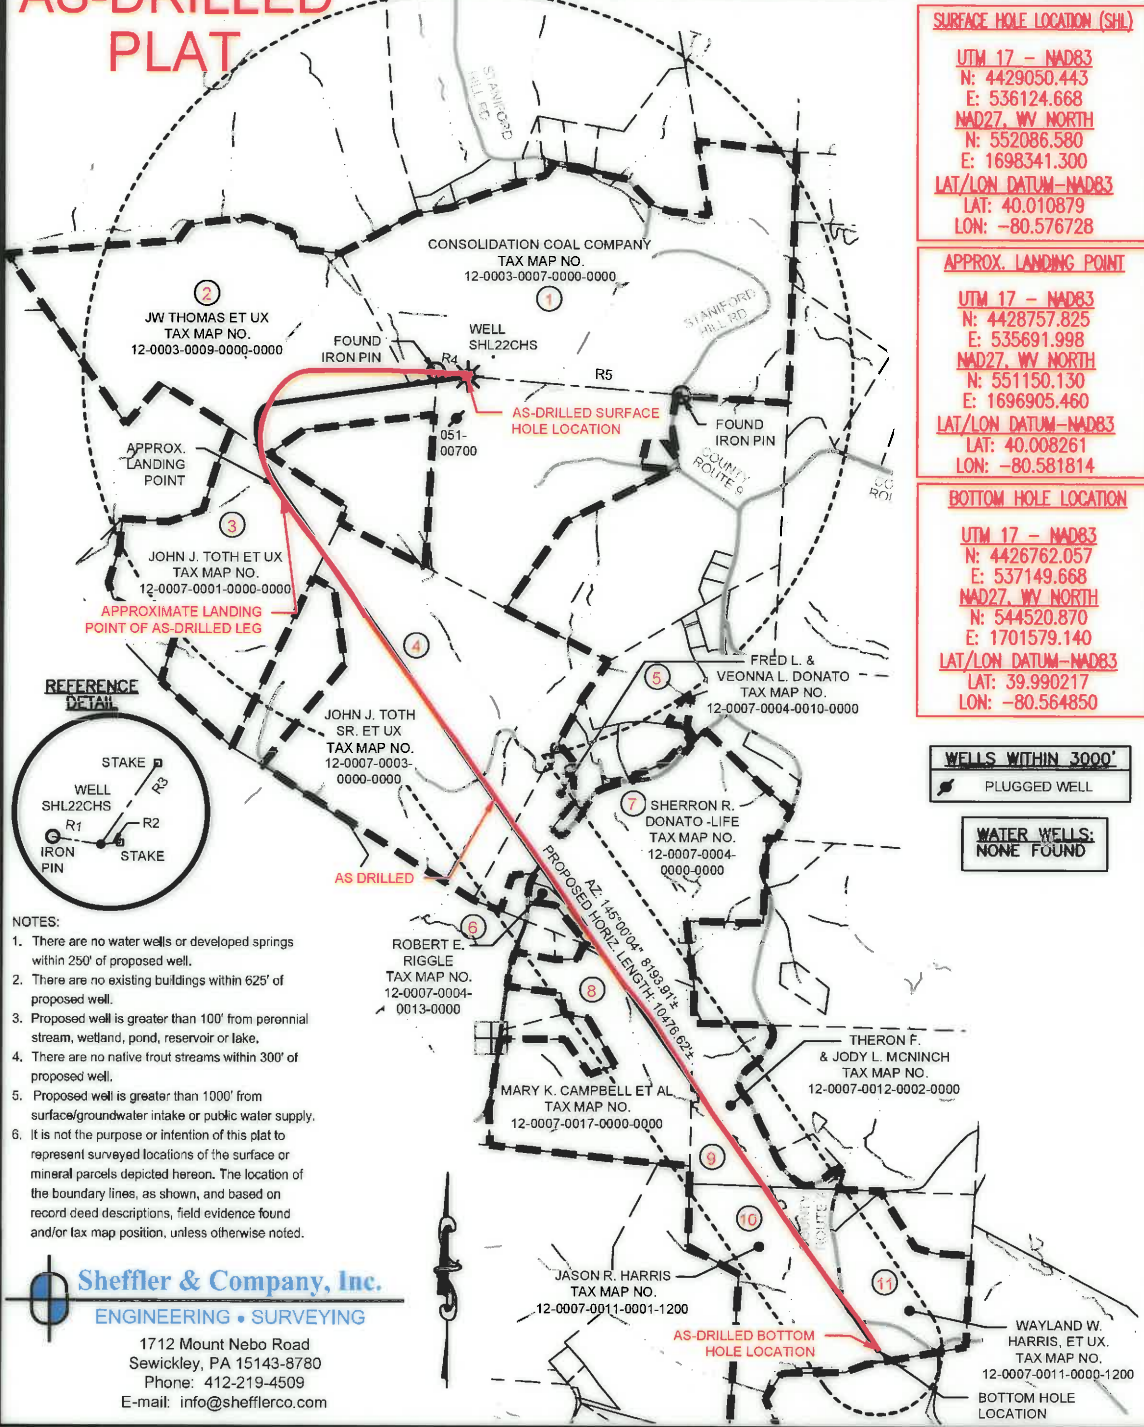 AS-DRILLED
PLAT
SURFACE HOLE LOCATION (SHL)
UTM 17 - NAD83
N: 4429050.443
E: 536124.668
NAD27, WV NORTH
N: 552086.580
E: 1698341.300
LAT/LON DATUM-NAD83
LAT: 40.010879
LON: -80.576728
APPROX. LANDING POINT
UTM 17 - NAD83
N: 4428757.825
E: 535691.998
NAD27, WV NORTH
N: 551150.130
E: 1696905.460
LAT/LON DATUM-NAD83
LAT: 40.008261
LON: -80.581814
BOTTOM HOLE LOCATION
UTM 17 - NAD83
N: 4426762.057
E: 537149.668
NAD27, WV NORTH
N: 544520.870
E: 1701579.140
LAT/LON DATUM-NAD83
LAT: 39.990217
LON: -80.564850
WELLS WITHIN 3000'
PLUGGED WELL
WATER WELLS:
NONE FOUND
STANIFORD
HILL RD
CONSOLIDATION COAL COMPANY
TAX MAP NO.
12-0003-0007-0000-0000
1
2
JW THOMAS ET UX
TAX MAP NO.
12-0003-0009-0000-0000
STANIFORD
HILL RD
FOUND
IRON PIN
R4
WELL
SHL22CHS
R5
AS-DRILLED SURFACE
HOLE LOCATION
FOUND
IRON PIN
051-
00700
COUNTY
ROUTE 9
APPROX.
LANDING
POINT
3
JOHN J. TOTH ET UX
TAX MAP NO.
12-0007-0001-0000-0000
APPROXIMATE LANDING
POINT OF AS-DRILLED LEG
4
5
FRED L. &
VEONNA L. DONATO
TAX MAP NO.
12-0007-0004-0010-0000
REFERENCE
DETAIL
STAKE
WELL
SHL22CHS
R3
R1
R2
IRON
PIN
STAKE
JOHN J. TOTH
SR. ET UX
TAX MAP NO.
12-0007-0003-
0000-0000
7
SHERRON R.
DONATO -LIFE
TAX MAP NO.
12-0007-0004-
0000-0000
AS DRILLED
AZ: 145°00'04" 8193.91'±
PROPOSED HORIZ. LENGTH: 10476.62'±
6
ROBERT E.
RIGGLE
TAX MAP NO.
12-0007-0004-
0013-0000
8
THERON F.
& JODY L. MCNINCH
TAX MAP NO.
12-0007-0012-0002-0000
MARY K. CAMPBELL ET AL
TAX MAP NO.
12-0007-0017-0000-0000
9
10
COUNTY
ROUTE
JASON R. HARRIS
TAX MAP NO.
12-0007-0011-0001-1200
11
AS-DRILLED BOTTOM
HOLE LOCATION
WAYLAND W.
HARRIS, ET UX.
TAX MAP NO.
12-0007-0011-0000-1200
BOTTOM HOLE
LOCATION
NOTES:
1. There are no water wells or developed springs
within 250' of proposed well.
2. There are no existing buildings within 625' of
proposed well.
3. Proposed well is greater than 100' from perennial
stream, wetland, pond, reservoir or lake.
4. There are no native trout streams within 300' of
proposed well.
5. Proposed well is greater than 1000' from
surface/groundwater intake or public water supply.
6. It is not the purpose or intention of this plat to
represent surveyed locations of the surface or
mineral parcels depicted hereon. The location of
the boundary lines, as shown, and based on
record deed descriptions, field evidence found
and/or tax map position, unless otherwise noted.
Sheffler & Company, Inc.
ENGINEERING • SURVEYING
1712 Mount Nebo Road
Sewickley, PA 15143-8780
Phone: 412-219-4509
E-mail: info@shefflerco.com